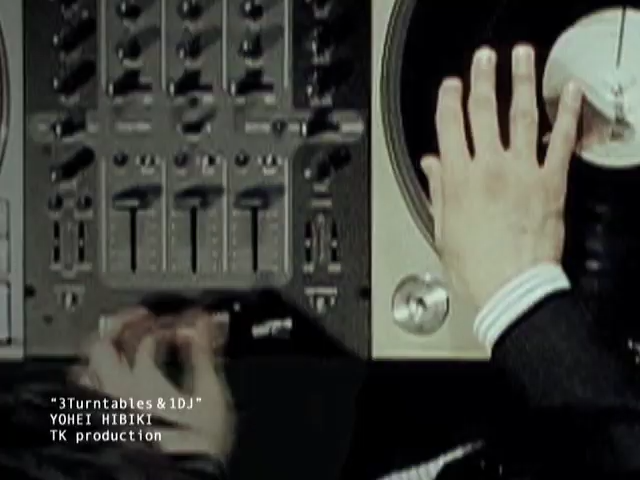 “3Turntables & 1DJ”
YOHEI HIBIKI
TK production